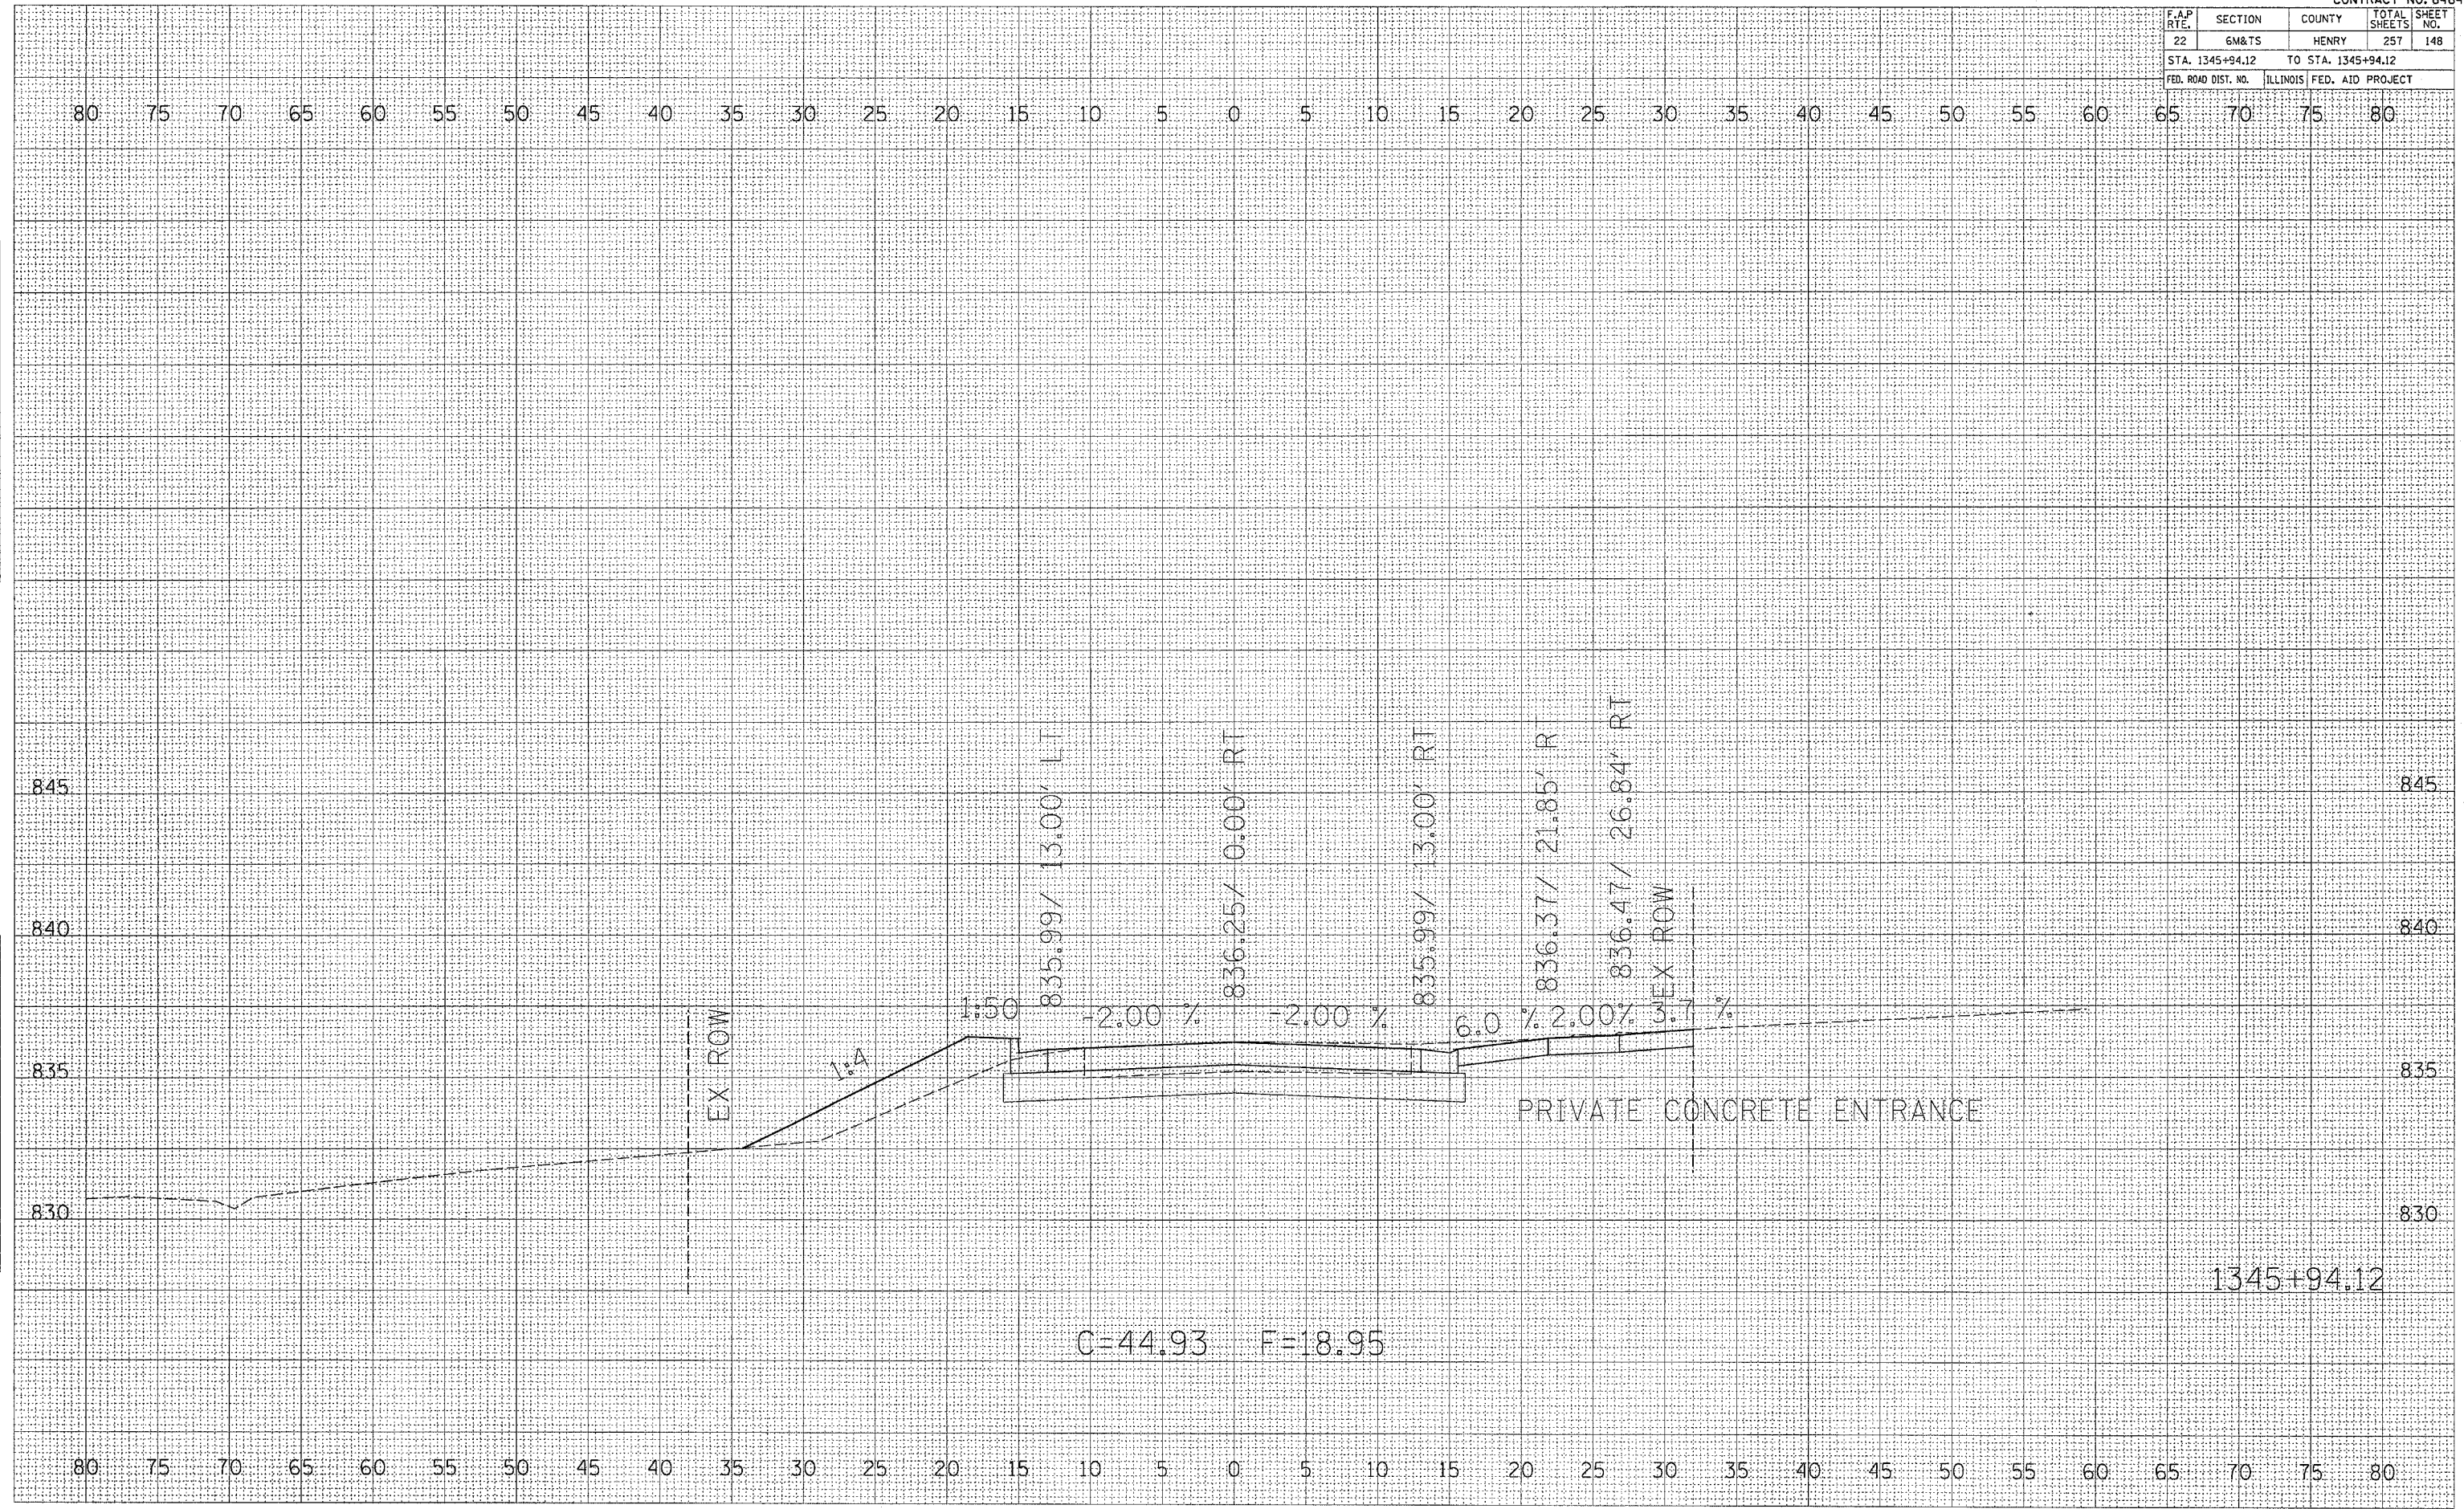 F.A.P RTE. SECTION COUNTY TOTAL SHEETS SHEET NO.
22 6M&TS HENRY 257 148
STA. 1345+94.12 TO STA. 1345+94.12
FED. ROAD DIST. NO. ILLINOIS FED. AID PROJECT
80 75 70 65 60 55 50 45 40 35 30 25 20 15 10 5 0 5 10 15 20 25 30 35 40 45 50 55 60 65 70 75 80
835.99/ 13.00' LT
836.25/ 0.00' RT
835.99/ 13.00' RT
836.37/ 21.85' RT
836.47/ 26.84' RT
845 845
840 840
EX ROW
1:50 -2.00 % -2.00 % 6.0 % 2.00% 3.7 %
EX ROW
1:4
835 835
PRIVATE CONCRETE ENTRANCE
830 830
1345+94.12
C=44.93 F=18.95
80 75 70 65 60 55 50 45 40 35 30 25 20 15 10 5 0 5 10 15 20 25 30 35 40 45 50 55 60 65 70 75 80